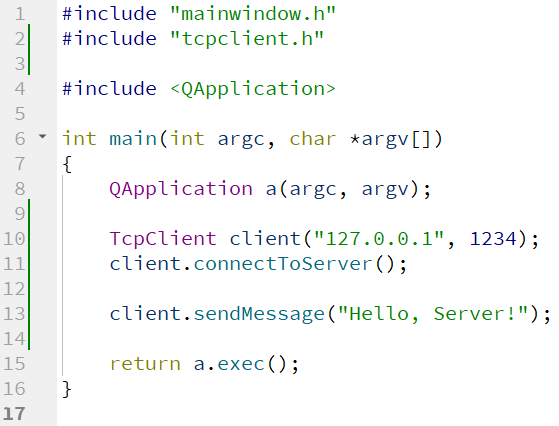 1 #include "mainwindow.h"
2 #include "tcpclient.h"
3
4 #include <QApplication>
5
6 int main(int argc, char *argv[])
7 {
8     QApplication a(argc, argv);
9
10     TcpClient client("127.0.0.1", 1234);
11     client.connectToServer();
12
13     client.sendMessage("Hello, Server!");
14
15     return a.exec();
16 }
17